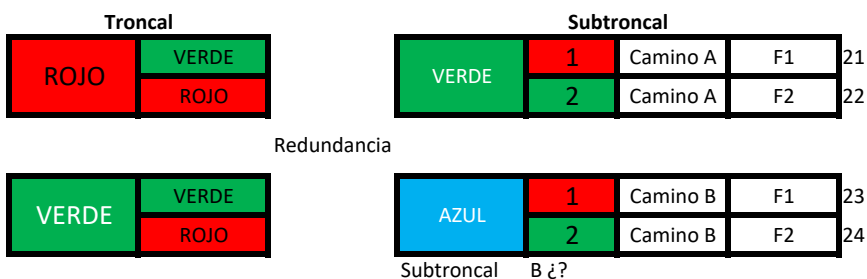 Troncal Subtroncal
ROJO VERDE VERDE 1 Camino A F1 21
ROJO 2 Camino A F2 22
Redundancia
VERDE VERDE AZUL 1 Camino B F1 23
ROJO 2 Camino B F2 24
Subtroncal B ¿?